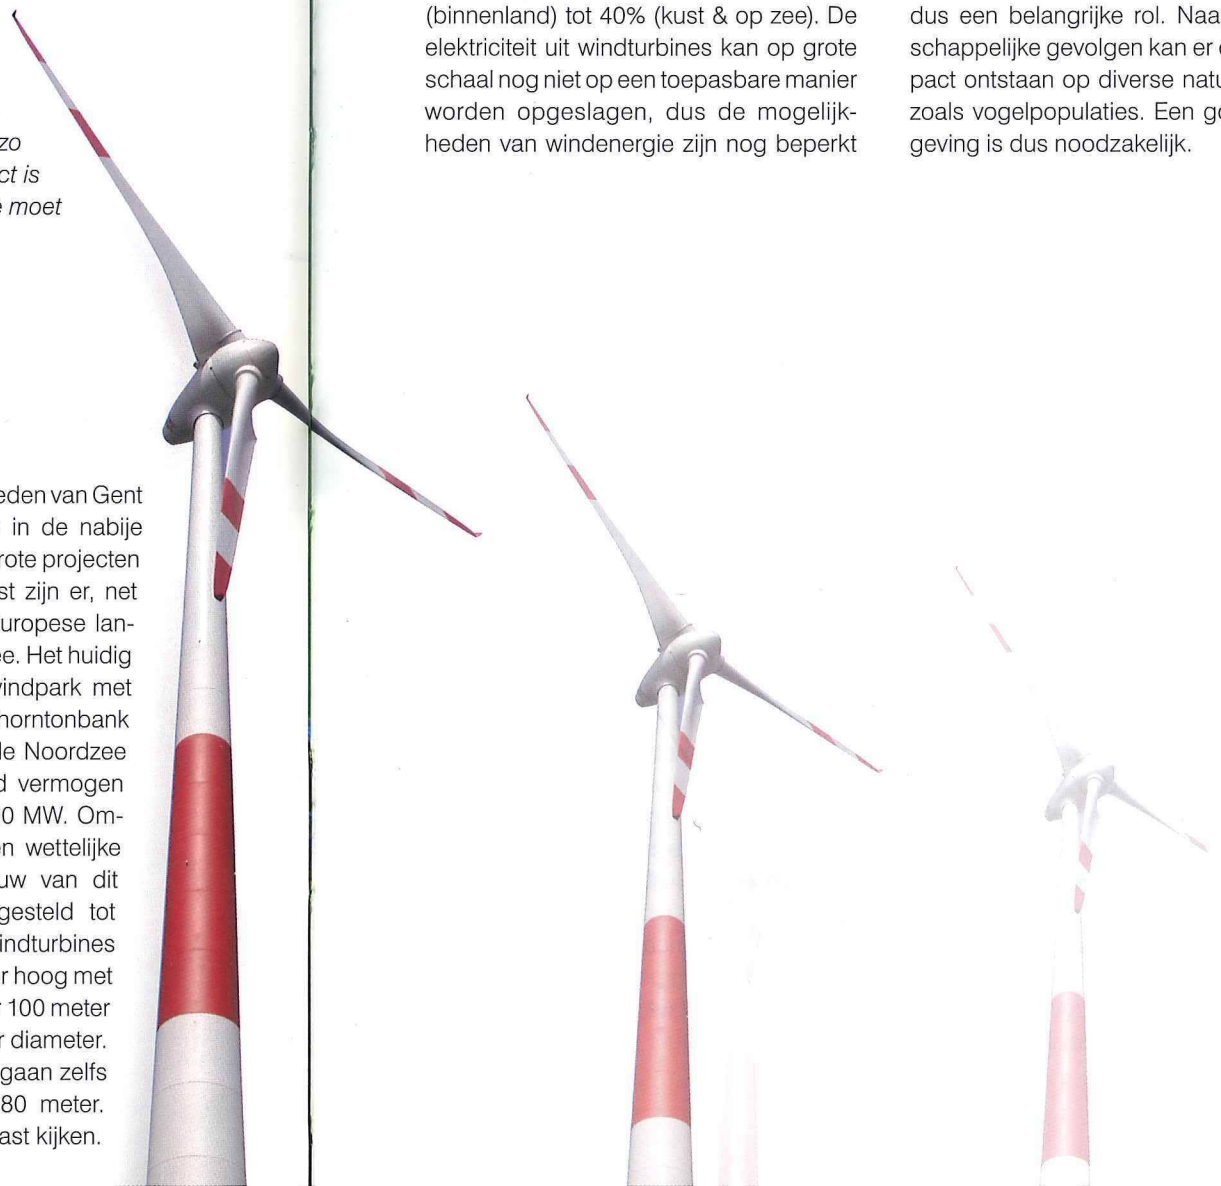 zo
ct is
moet
eden van Gent
in de nabije
rote projecten
st zijn er, net
uropese lan-
e. Het huidig
vindpark met
horntonbank
de Noordzee
d vermogen
0 MW. Om-
en wettelijke
uw van dit
gesteld tot
indturbines
r hoog met
100 meter
r diameter.
gaan zelfs
80 meter.
ast kijken.
(binnenland) tot 40% (kust & op zee). De
elektriciteit uit windturbines kan op grote
schaal nog niet op een toepasbare manier
worden opgeslagen, dus de mogelijk-
heden van windenergie zijn nog beperkt
dus een belangrijke rol. Naa
schappelijke gevolgen kan er
pact ontstaan op diverse natu
zoals vogelpopulaties. Een go
geving is dus noodzakelijk.